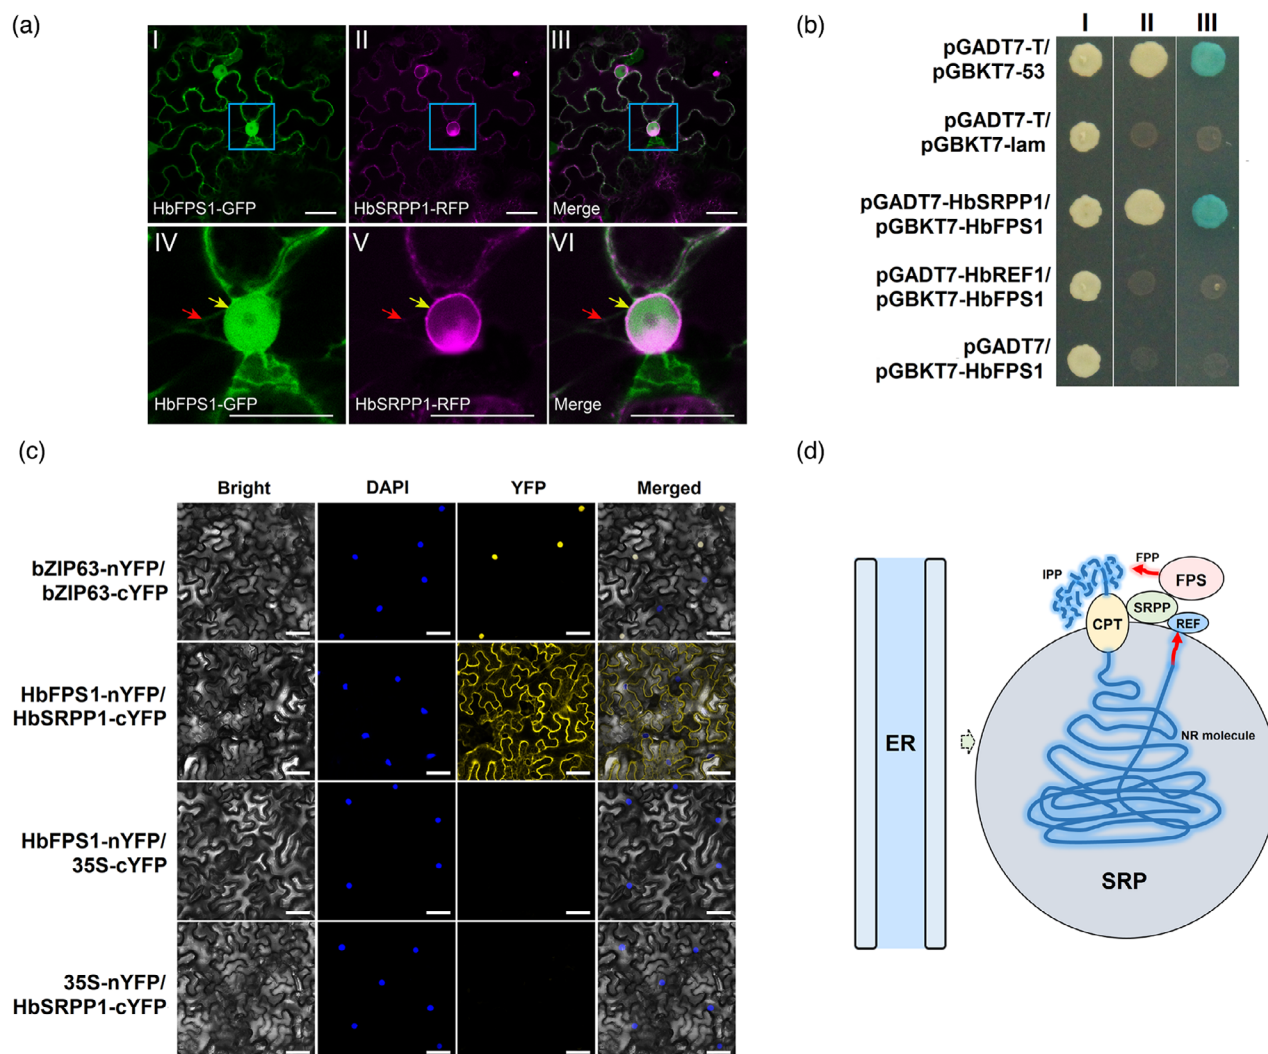 (a)
I
II
III
HbFPS1-GFP
HbSRPP1-RFP
Merge
IV
V
VI
HbFPS1-GFP
HbSRPP1-RFP
Merge
(b)
I
II
III
pGADT7-T/
pGBKT7-53
pGADT7-T/
pGBKT7-lam
pGADT7-HbSRPP1/
pGBKT7-HbFPS1
pGADT7-HbREF1/
pGBKT7-HbFPS1
pGADT7/
pGBKT7-HbFPS1
(c)
Bright
DAPI
YFP
Merged
bZIP63-nYFP/
bZIP63-cYFP
HbFPS1-nYFP/
HbSRPP1-cYFP
HbFPS1-nYFP/
35S-cYFP
35S-nYFP/
HbSRPP1-cYFP
(d)
ER
IPP
FPP
FPS
SRPP
CPT
REF
NR molecule
SRP